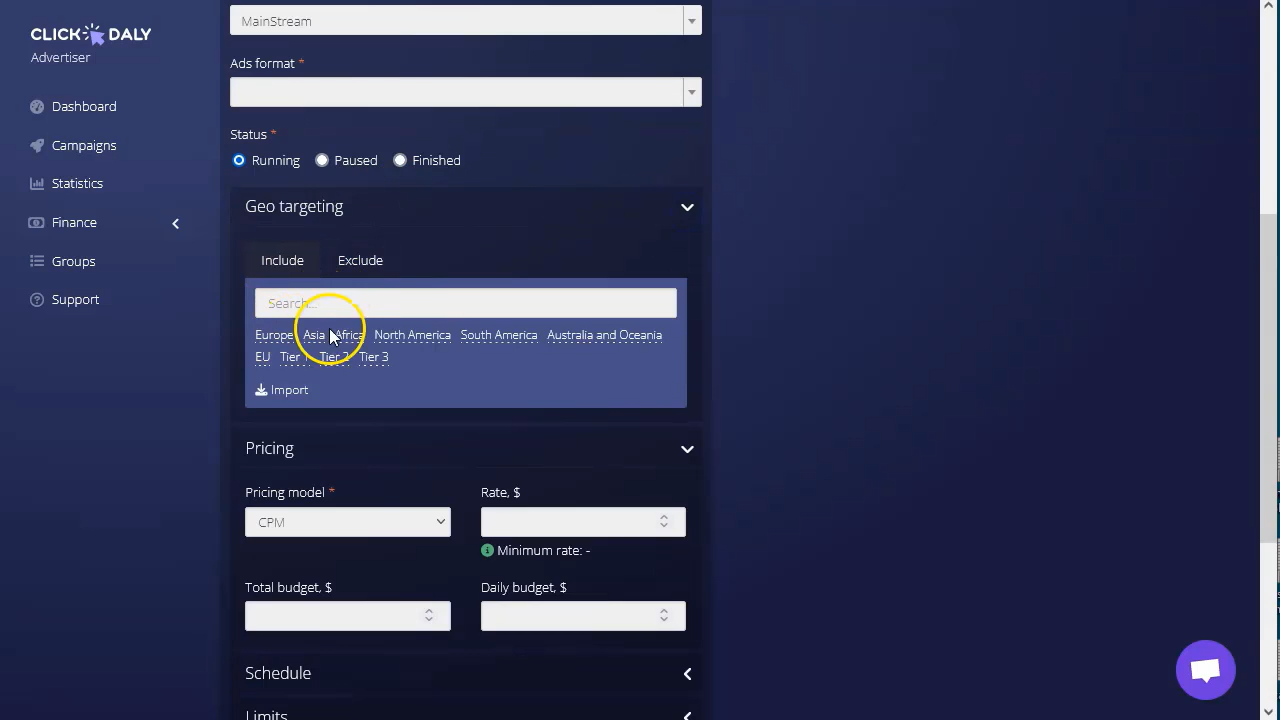 MainStream
CLICK DALY
Advertiser
Ads format *
Dashboard
Status *
Campaigns
Running Paused Finished
Statistics
Geo targeting
Finance
Include Exclude
Groups
Search...
Support
Europe Asia Africa North America South America Australia and Oceania
EU Tier 1 Tier 2 Tier 3
Import
Pricing
Pricing model * Rate, $
CPM
Minimum rate: -
Total budget, $ Daily budget, $
Schedule
Limits